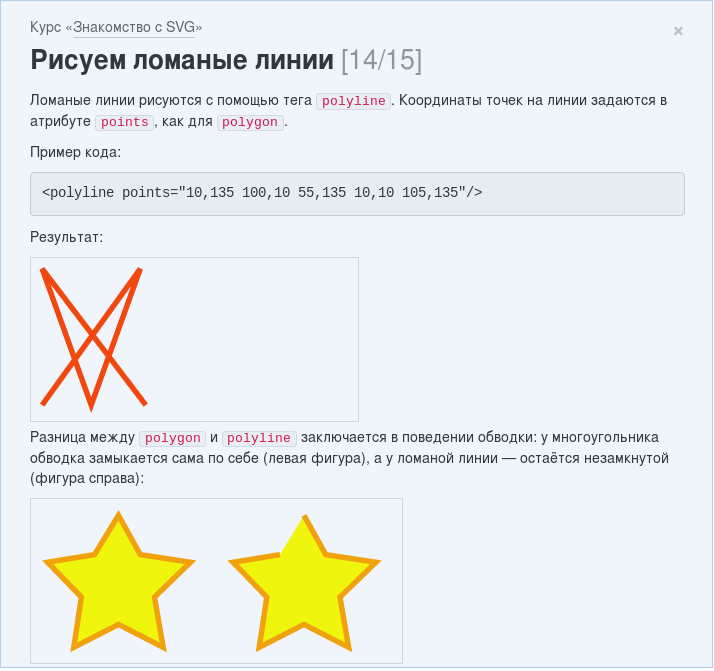 Курс «Знакомство с SVG»
×
Рисуем ломаные линии [14/15]
Ломаные линии рисуются с помощью тега polyline. Координаты точек на линии задаются в
атрибуте points, как для polygon.
Пример кода:
<polyline points="10,135 100,10 55,135 10,10 105,135"/>
Результат:
Разница между polygon и polyline заключается в поведении обводки: у многоугольника
обводка замыкается сама по себе (левая фигура), а у ломаной линии — остаётся незамкнутой
(фигура справа):